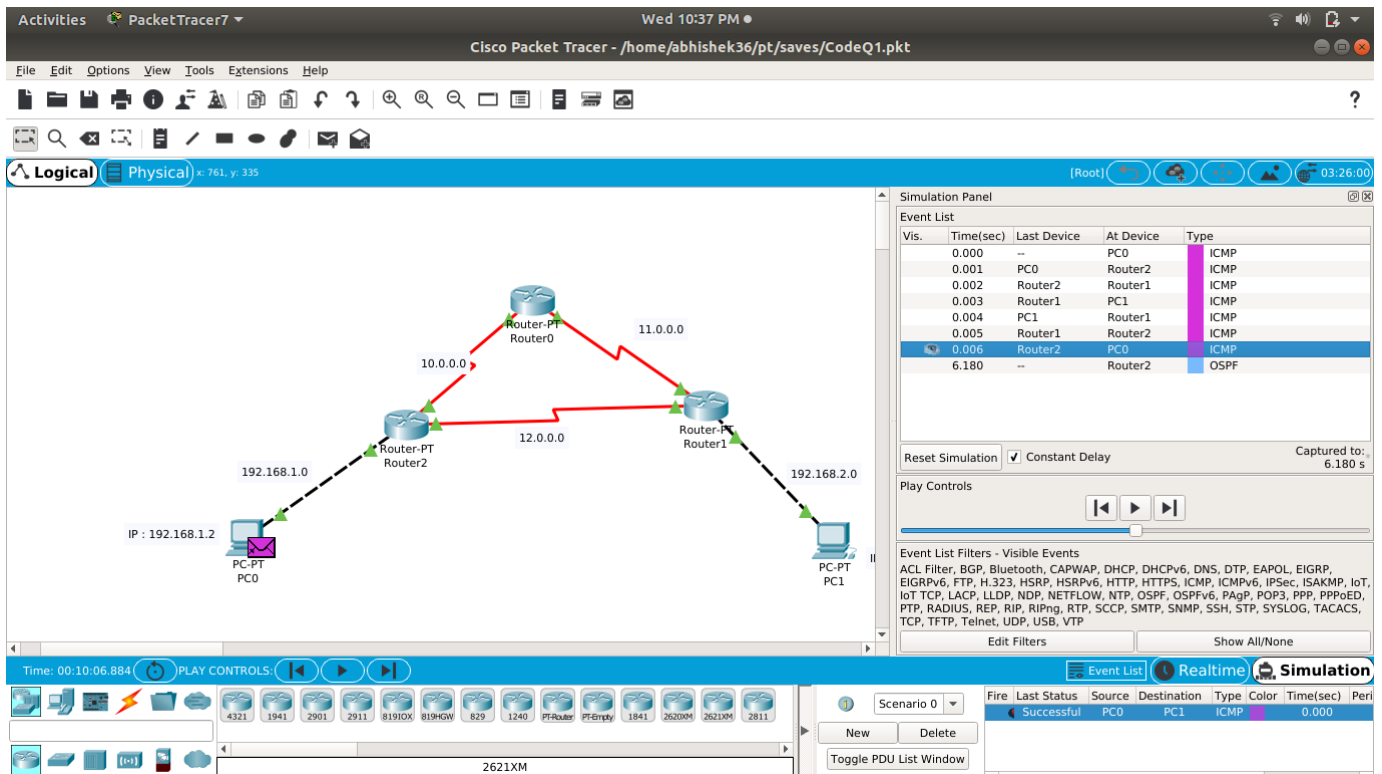 Activities PacketTracer7 Wed 10:37 PM
Cisco Packet Tracer - /home/abhishek36/pt/saves/CodeQ1.pkt
File Edit Options View Tools Extensions Help
?
Logical Physical x: 761, y: 335 [Root] 03:26:00
Router-PT
Router0
11.0.0.0
10.0.0.0
12.0.0.0
Router-PT
Router1
Router-PT
Router2
192.168.1.0
192.168.2.0
IP : 192.168.1.2
PC-PT
PC0
PC-PT
PC1
Simulation Panel
Event List
Vis. Time(sec) Last Device At Device Type
0.000 -- PC0 ICMP
0.001 PC0 Router2 ICMP
0.002 Router2 Router1 ICMP
0.003 Router1 PC1 ICMP
0.004 PC1 Router1 ICMP
0.005 Router1 Router2 ICMP
0.006 Router2 PC0 ICMP
6.180 -- Router2 OSPF
Reset Simulation Constant Delay Captured to:
6.180 s
Play Controls
Event List Filters - Visible Events
ACL Filter, BGP, Bluetooth, CAPWAP, DHCP, DHCPv6, DNS, DTP, EAPOL, EIGRP,
EIGRPv6, FTP, H.323, HSRP, HSRPv6, HTTP, HTTPS, ICMP, ICMPv6, IPSec, ISAKMP, IoT,
IoT TCP, LACP, LLDP, NDP, NETFLOW, NTP, OSPF, OSPFv6, PAgP, POP3, PPP, PPPoED,
PTP, RADIUS, REP, RIP, RIPng, RTP, SCCP, SMTP, SNMP, SSH, STP, SYSLOG, TACACS,
TCP, TFTP, Telnet, UDP, USB, VTP
Edit Filters Show All/None
Time: 00:10:06.884 PLAY CONTROLS: Event List Realtime Simulation
4321 1941 2901 2911 819IOX 819HGW 829 1240 PT-Router PT-Empty 1841 2620XM 2621XM 2811
2621XM
Scenario 0
New Delete
Toggle PDU List Window
Fire Last Status Source Destination Type Color Time(sec) Peri
Successful PC0 PC1 ICMP 0.000